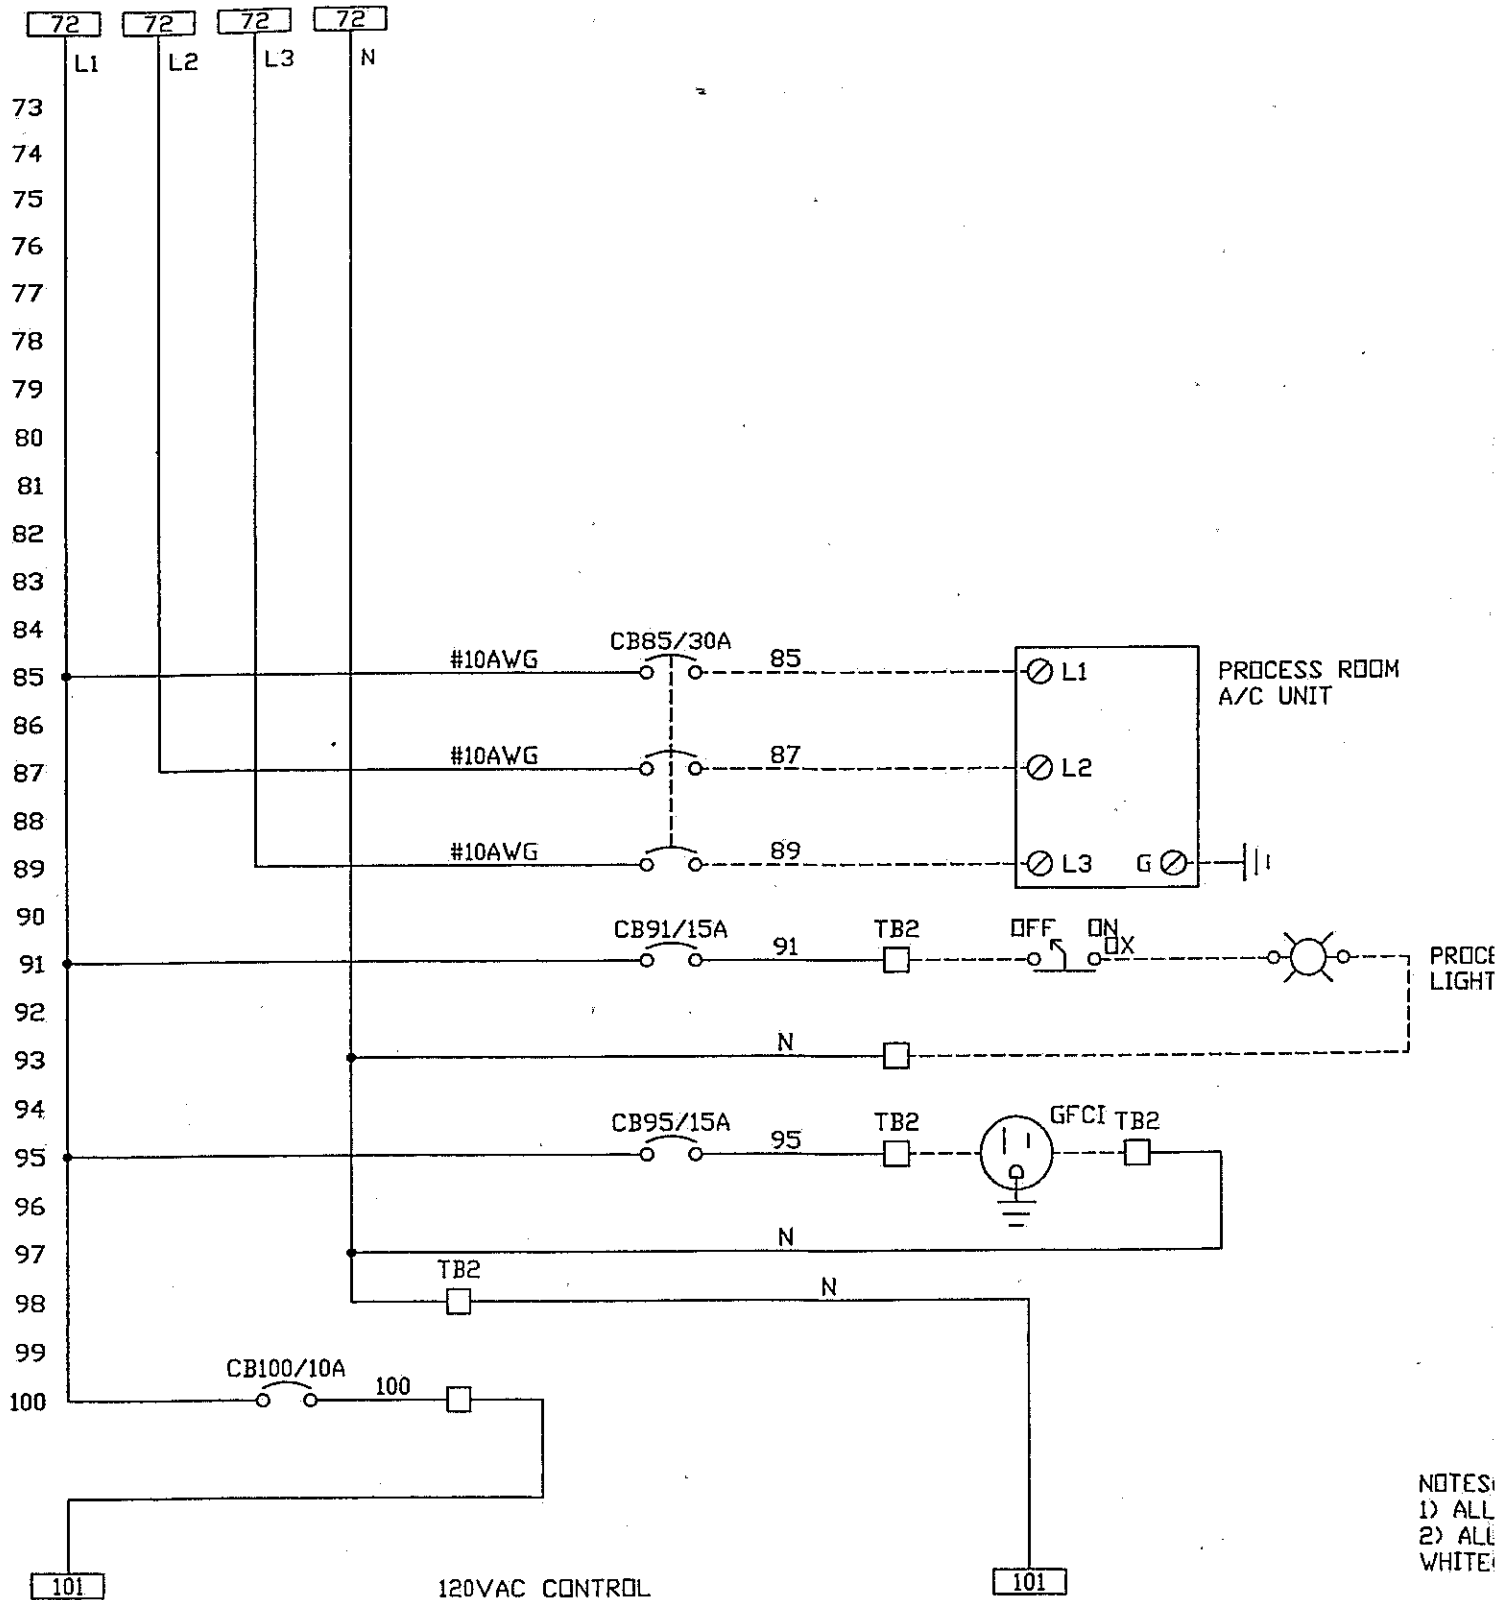 72 72 72 72
L1 L2 L3 N
73
74
75
76
77
78
79
80
81
82
83
84
CB85/30A
85 #10AWG 85 L1 PROCESS ROOM
A/C UNIT
86
87 #10AWG 87 L2
88
89 #10AWG 89 L3 G
90
CB91/15A TB2 OFF ON
91 91 OX PROCE
LIGHT
92
93 N
94
CB95/15A TB2 GFCI TB2
95 95
96
97 N
TB2
98 N
99
CB100/10A
100 100
NOTES
1) ALL
2) ALL
WHITE
101 120VAC CONTROL 101